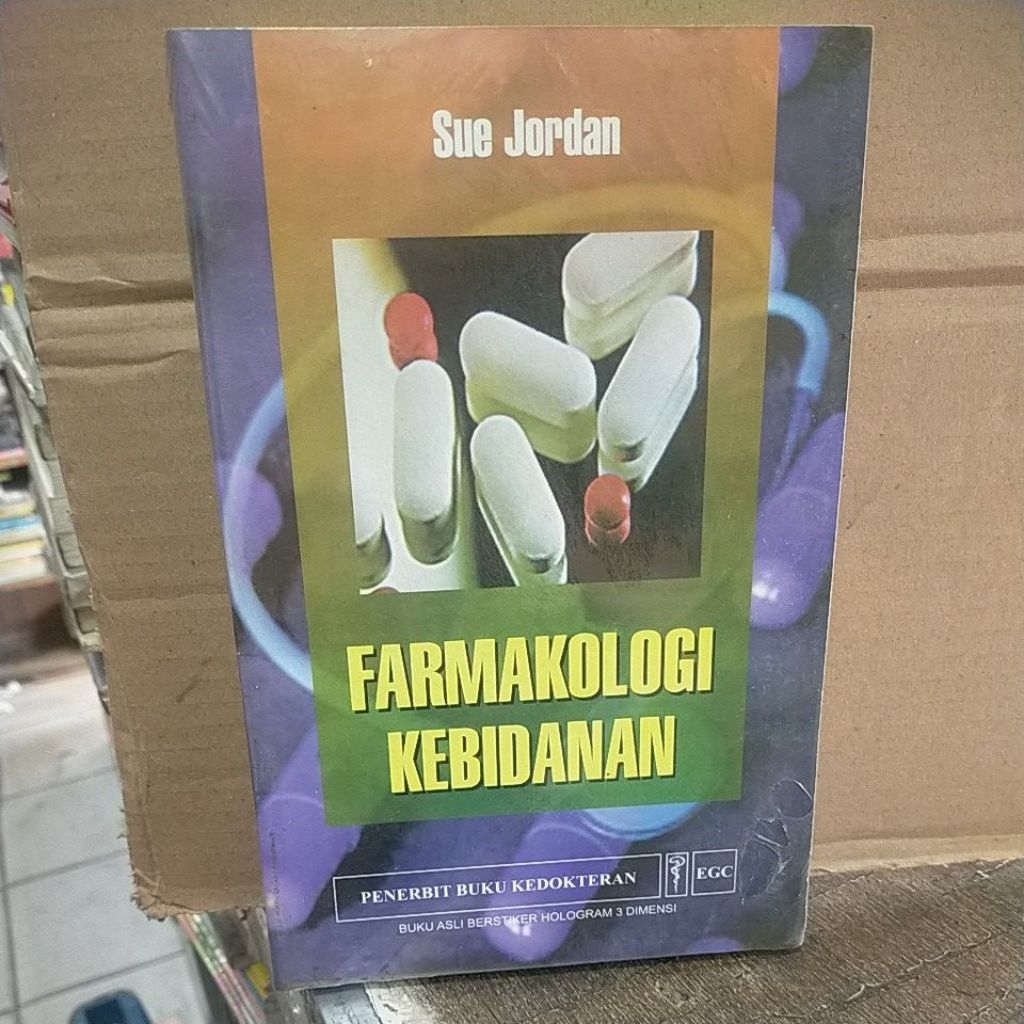 Sue Jordan
FARMAKOLOGI
KEBIDANAN
PENERBIT BUKU KEDOKTERAN EGC
BUKU ASLI BERSTIKER HOLOGRAM 3 DIMENSI